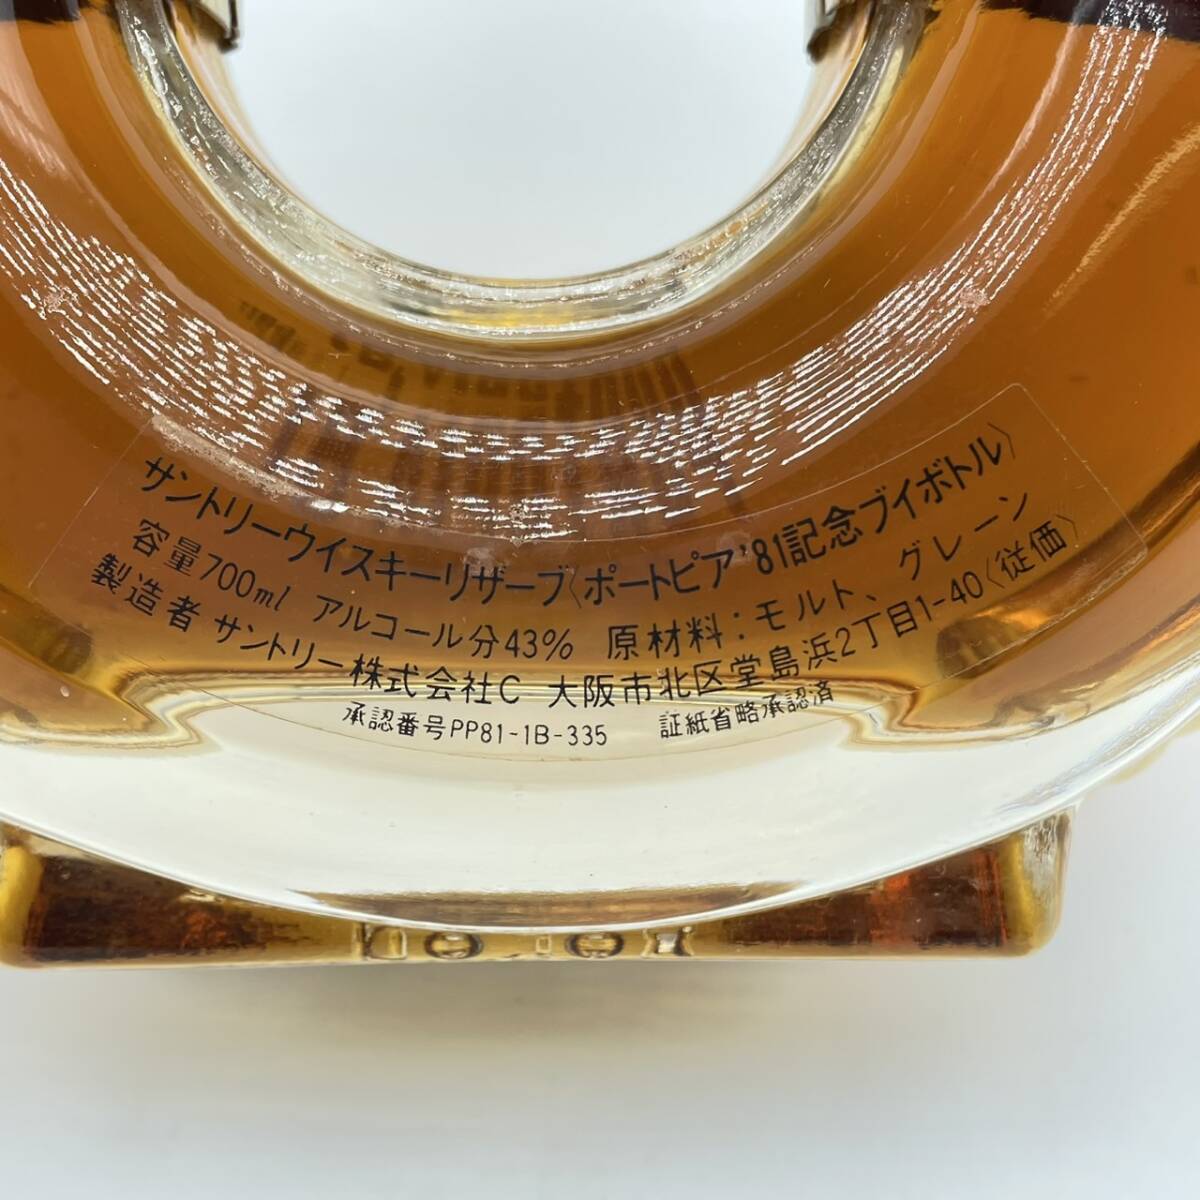 サントリーウイスキーリザーブ〈ポートピア'81記念ブイボトル〉
容量700ml アルコール分43% 原材料：モルト、グレーン
製造者 サントリー株式会社C 大阪市北区堂島浜2丁目1-40〈従価〉
承認番号PP81-1B-335 証紙省略承認済